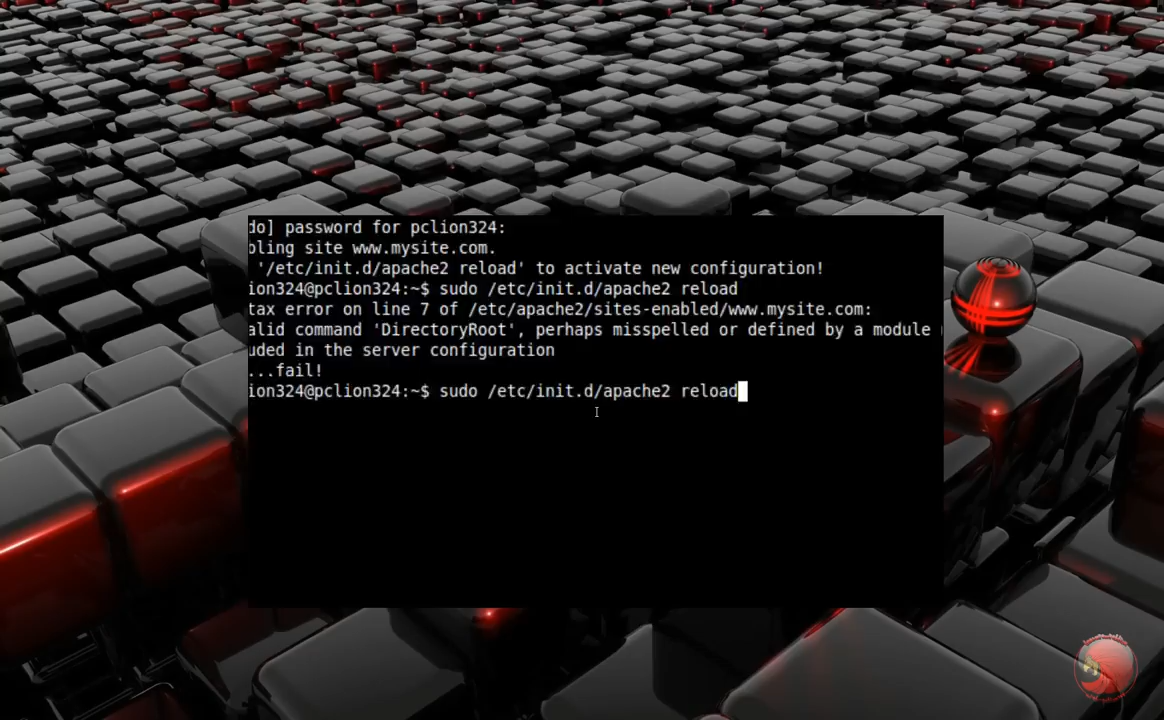 do] password for pclion324:
bling site www.mysite.com.
'/etc/init.d/apache2 reload' to activate new configuration!
ion324@pclion324:~$ sudo /etc/init.d/apache2 reload
tax error on line 7 of /etc/apache2/sites-enabled/www.mysite.com:
alid command 'DirectoryRoot', perhaps misspelled or defined by a module
uded in the server configuration
...fail!
ion324@pclion324:~$ sudo /etc/init.d/apache2 reload